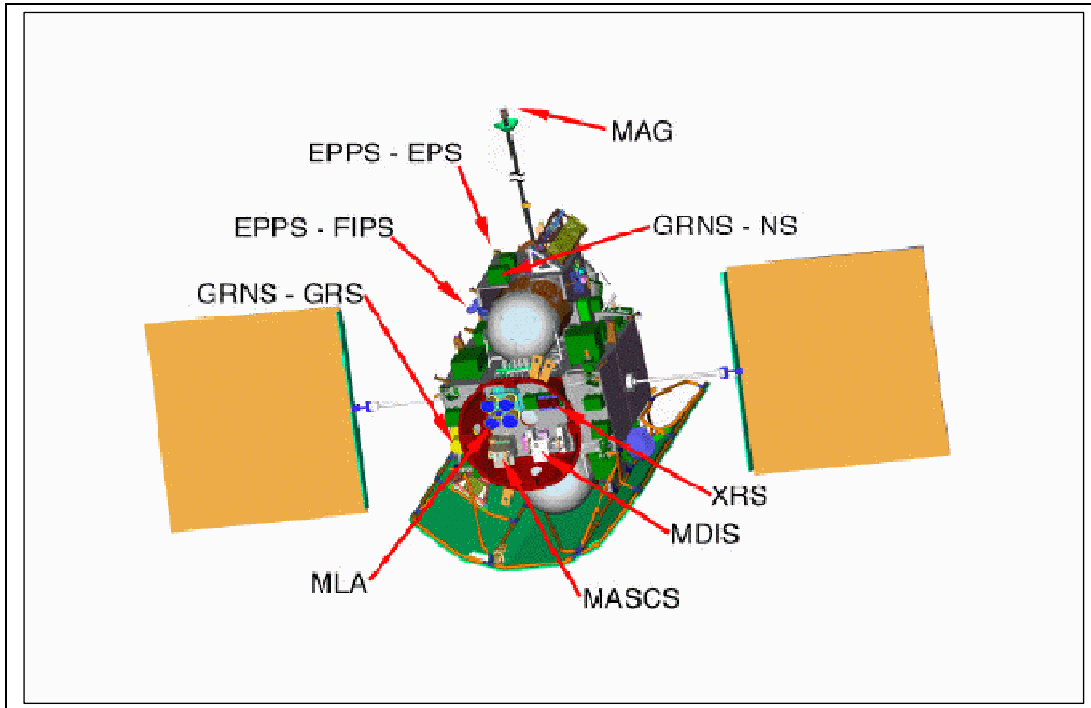 MAG
EPPS - EPS
EPPS - FIPS
GRNS - NS
GRNS - GRS
XRS
MDIS
MLA
MASCS